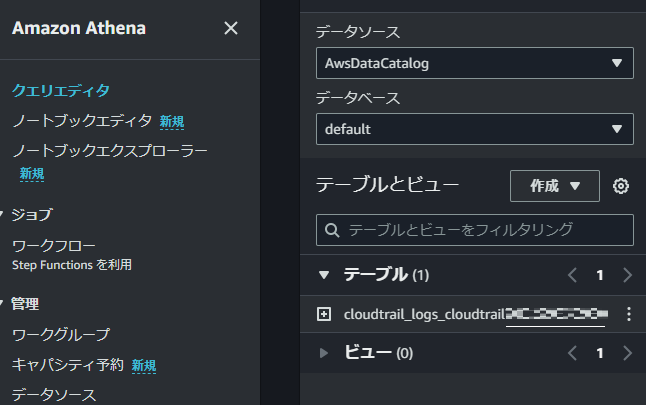 Amazon Athena
クエリエディタ
ノートブックエディタ 新規
ノートブックエクスプローラー
新規
ジョブ
ワークフロー
Step Functions を利用
管理
ワークグループ
キャパシティ予約 新規
データソース
データソース
AwsDataCatalog
データベース
default
テーブルとビュー 作成
テーブルとビューをフィルタリング
テーブル (1) 1
cloudtrail_logs_cloudtrail
ビュー (0) 1